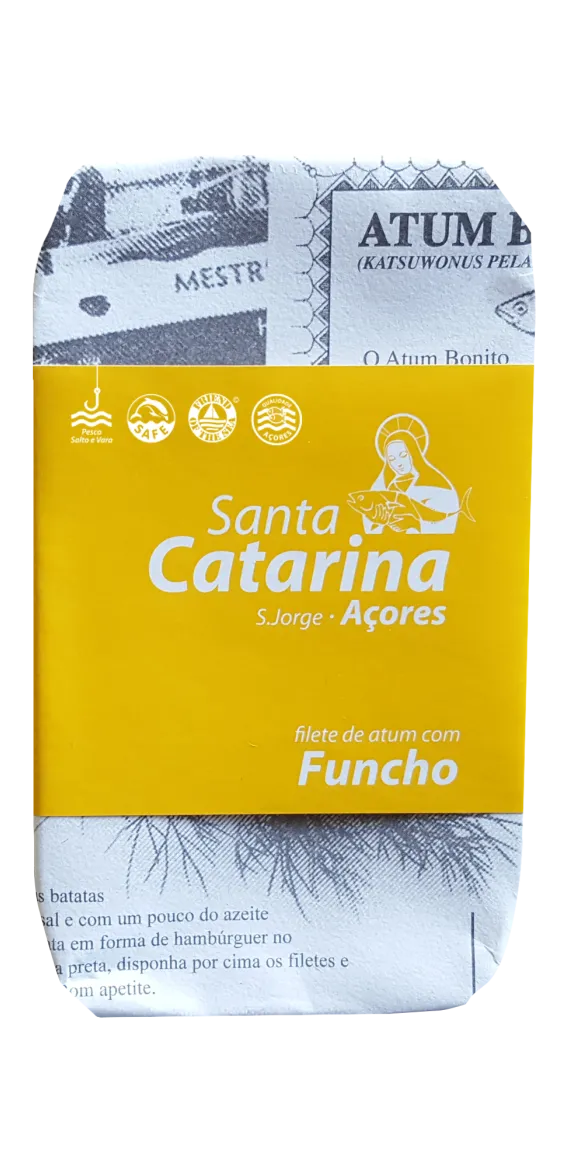 MESTR
ATUM B
(KATSUWONUS PELA
O Atum Bonito
Pesca
Salto e Vara
SAFE
FRIEND
OF THE SEA
©
QUALIDADE
AÇORES
Santa
Catarina
S.Jorge · Açores
filete de atum com
Funcho
s batatas
sal e com um pouco do azeite
ta em forma de hambúrguer no
a preta, disponha por cima os filetes e
om apetite.